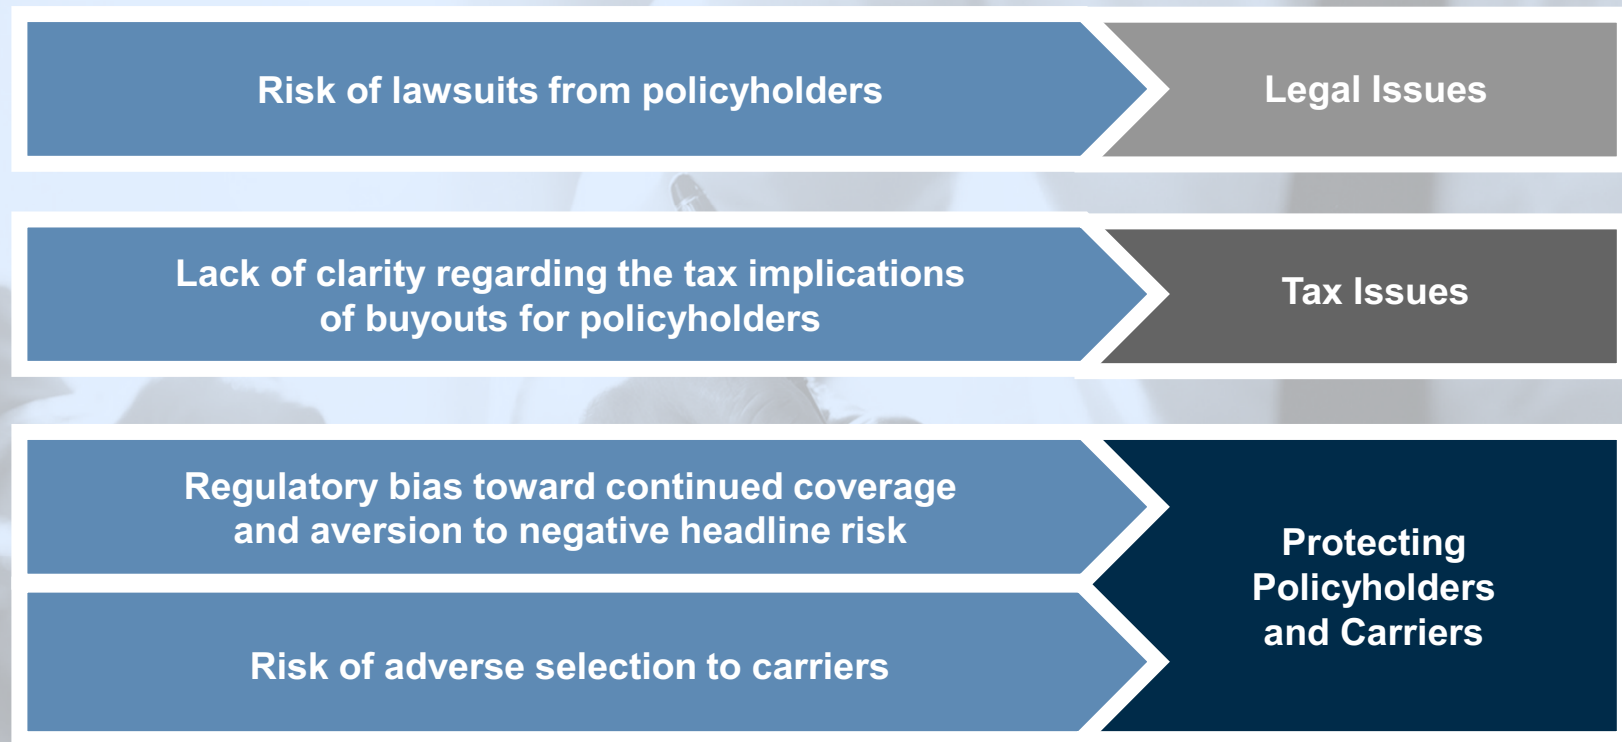 Risk of lawsuits from policyholders
Legal Issues
Lack of clarity regarding the tax implications
of buyouts for policyholders
Tax Issues
Regulatory bias toward continued coverage
and aversion to negative headline risk
Risk of adverse selection to carriers
Protecting
Policyholders
and Carriers